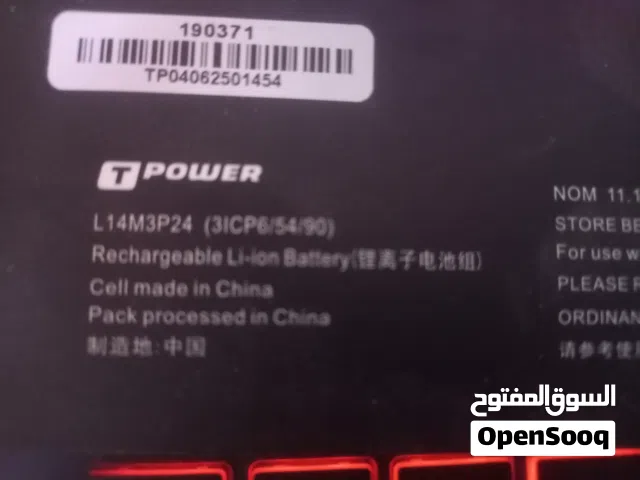 190371
TP04062501454
T POWER
L14M3P24 (3ICP6/54/90)
Rechargeable Li-ion Battery(锂离子电池组)
Cell made in China
Pack processed in China
制造地:中国
NOM 11.1
STORE BE
For use w
PLEASE R
ORDINAN
请参考使用
السوق المفتوح
OpenSooq